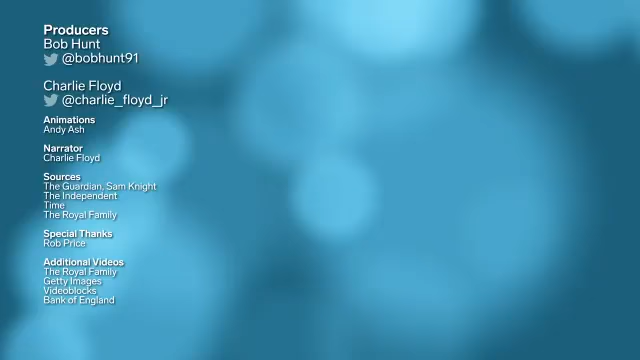 Producers
Bob Hunt
@bobhunt91
Charlie Floyd
@charlie_floyd_jr
Animations
Andy Ash
Narrator
Charlie Floyd
Sources
The Guardian, Sam Knight
The Independent
Time
The Royal Family
Special Thanks
Rob Price
Additional Videos
The Royal Family
Getty Images
Videoblocks
Bank of England